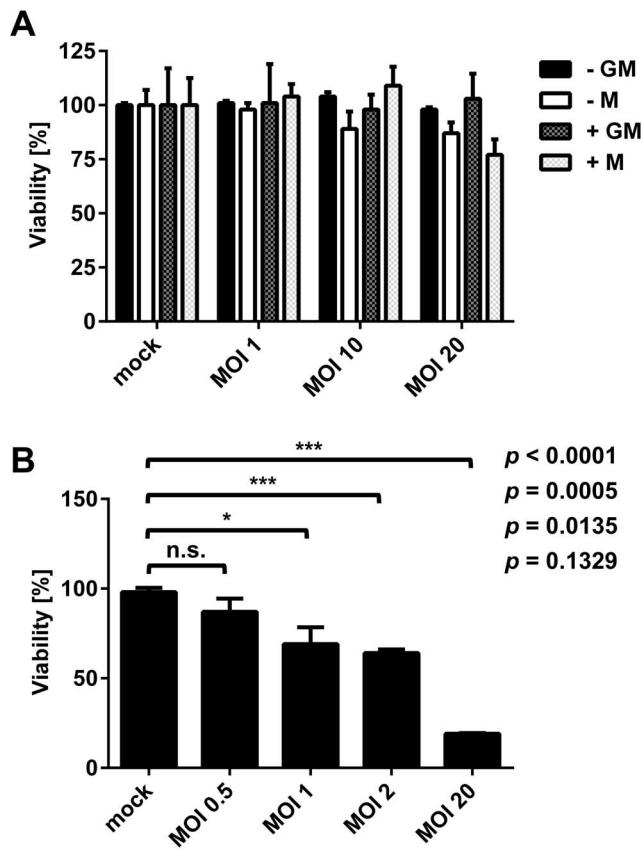 A
Viability [%]
125
100
75
50
25
0
mock
MOI 1
MOI 10
MOI 20
- GM
- M
+ GM
+ M
B
***
***
*
n.s.
p < 0.0001
p = 0.0005
p = 0.0135
p = 0.1329
Viability [%]
150
100
50
0
mock
MOI 0.5
MOI 1
MOI 2
MOI 20